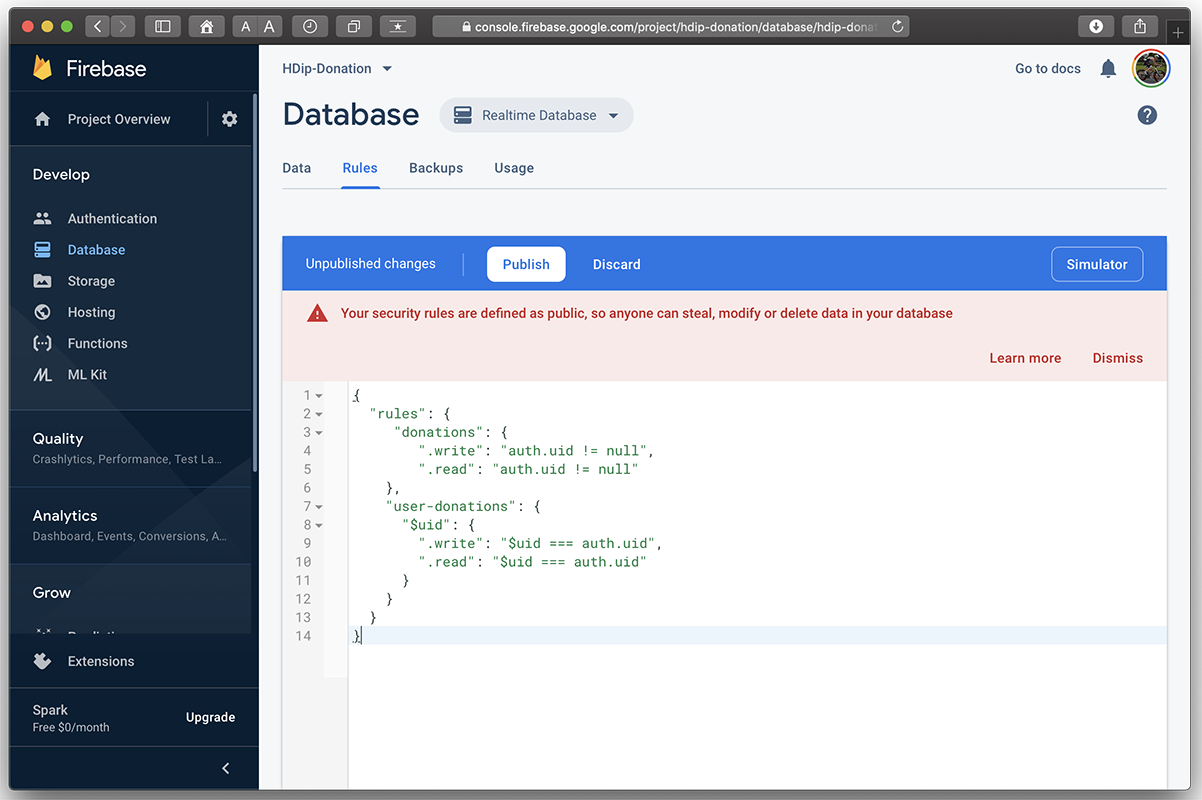 A A
console.firebase.google.com/project/hdip-donation/database/hdip-dona
Firebase
Project Overview
Develop
Authentication
Database
Storage
Hosting
Functions
ML Kit
Quality
Crashlytics, Performance, Test La...
Analytics
Dashboard, Events, Conversions, A...
Grow
Extensions
Spark
Free $0/month
Upgrade
HDip-Donation
Go to docs
Database
Realtime Database
Data Rules Backups Usage
Unpublished changes Publish Discard Simulator
Your security rules are defined as public, so anyone can steal, modify or delete data in your database
Learn more Dismiss
1 {
2 "rules": {
3 "donations": {
4 ".write": "auth.uid != null",
5 ".read": "auth.uid != null"
6 },
7 "user-donations": {
8 "$uid": {
9 ".write": "$uid === auth.uid",
10 ".read": "$uid === auth.uid"
11 }
12 }
13 }
14 }